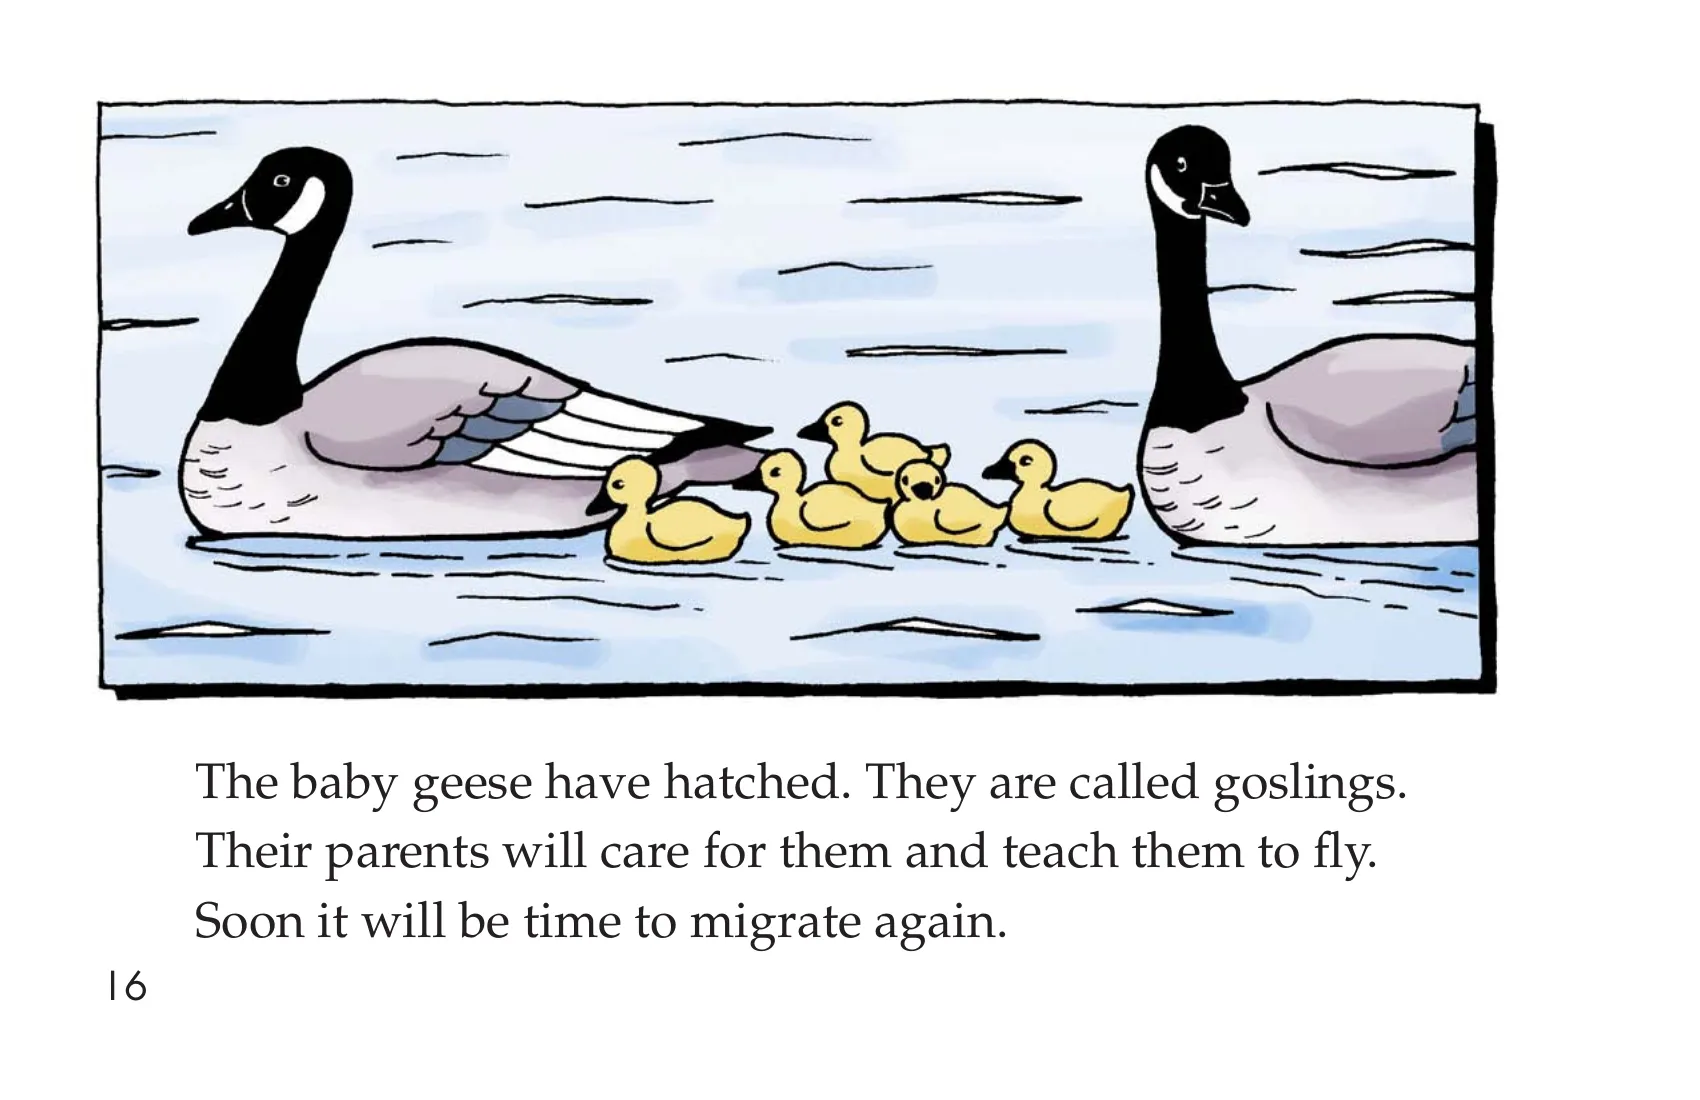 The baby geese have hatched. They are called goslings.
Their parents will care for them and teach them to fly.
Soon it will be time to migrate again.
16